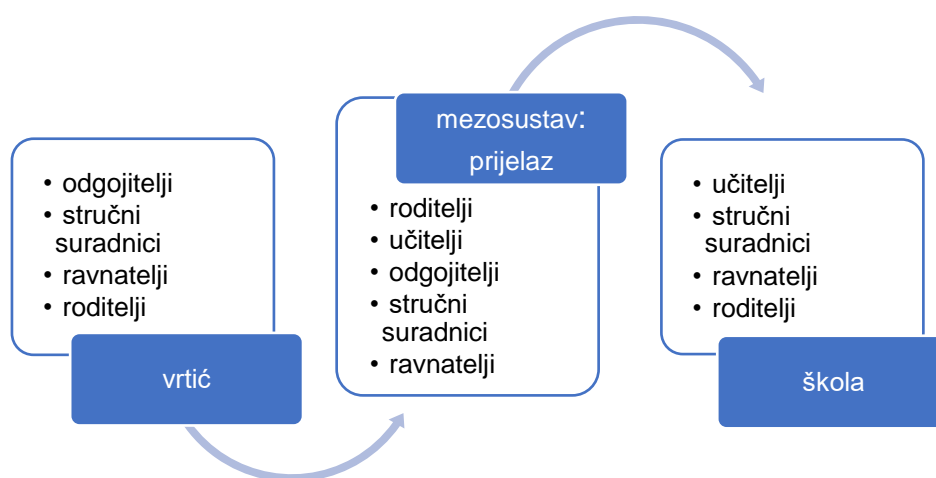 • odgojitelji
• stručni
suradnici
• ravnatelji
• roditelji
vrtić
mezosustav:
prijelaz
• roditelji
• učitelji
• odgojitelji
• stručni
suradnici
• ravnatelji
• učitelji
• stručni
suradnici
• ravnatelji
• roditelji
škola